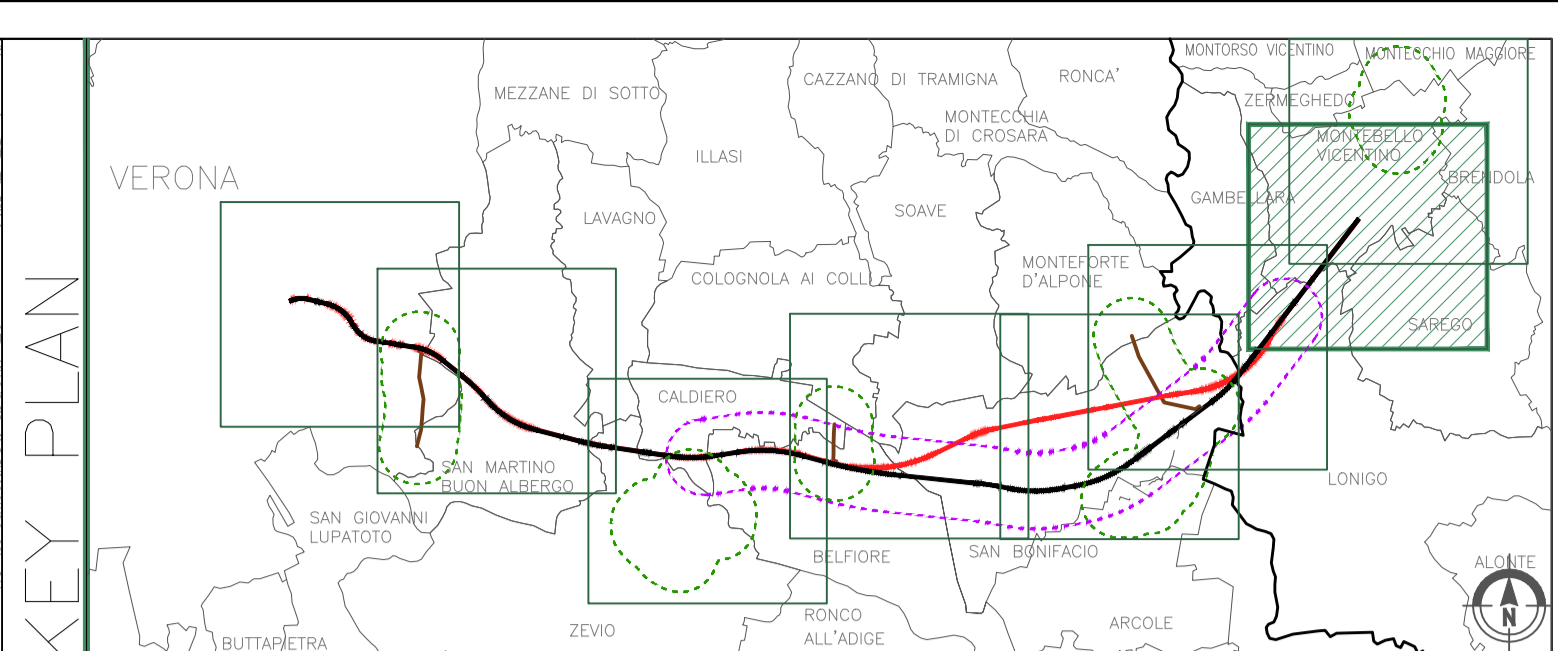 KEY PLAN
MONTORSO VICENTINO
MONTECCHIO MAGGIORE
MEZZANE DI SOTTO
CAZZANO DI TRAMIGNA
RONCA'
ZERMEGHEDO
MONTECCHIA
DI CROSARA
MONTEBELLO
VICENTINO
ILLASI
VERONA
BRENDOLA
GAMBELLARA
LAVAGNO
SOAVE
MONTEFORTE
D'ALPONE
COLOGNOLA AI COLLI
SAREGO
CALDIERO
SAN MARTINO
BUON ALBERGO
LONIGO
SAN GIOVANNI
LUPATOTO
BELFIORE
SAN BONIFACIO
ALONTE
N
RONCO
ALL'ADIGE
ARCOLE
ZEVIO
BUTTAPIETRA